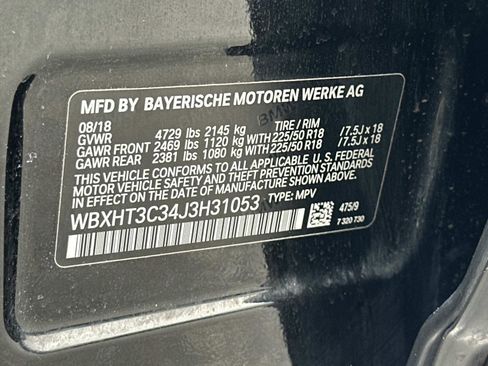 MFD BY BAYERISCHE MOTOREN WERKE AG
08/18
GVWR 4729 lbs 2145 kg TIRE / RIM
GAWR FRONT 2469 lbs 1120 kg WITH 225/50 R18 /7.5J x 18
GAWR REAR 2381 lbs 1080 kg WITH 225/50 R18 /7.5J x 18
THIS VEHICLE CONFORMS TO ALL APPLICABLE U.S. FEDERAL
MOTOR VEHICLE SAFETY STANDARDS
IN EFFECT ON THE DATE OF MANUFACTURE SHOWN ABOVE.
WBXHT3C34J3H31053 TYPE: MPV
475/9
7 320 730